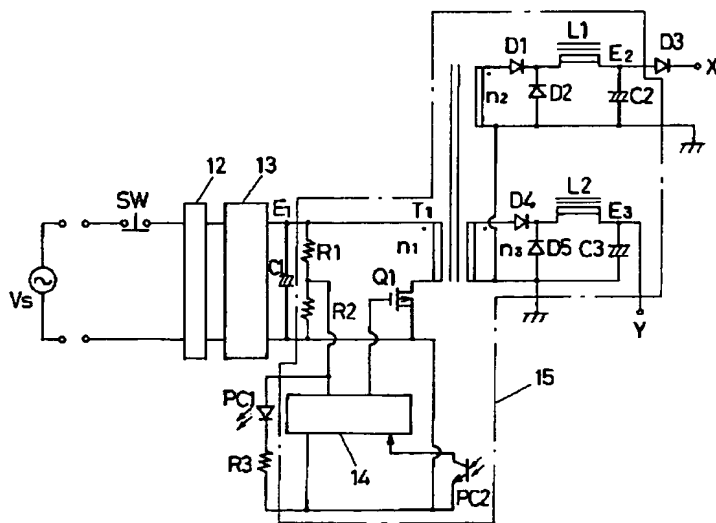 L1
D1
E2
D3
X
n2
D2
C2
12
13
SW
E1
T1
D4
L2
E3
R1
n1
n3
D5
C3
C1
Q1
Vs
R2
Y
15
PC1
R3
14
PC2